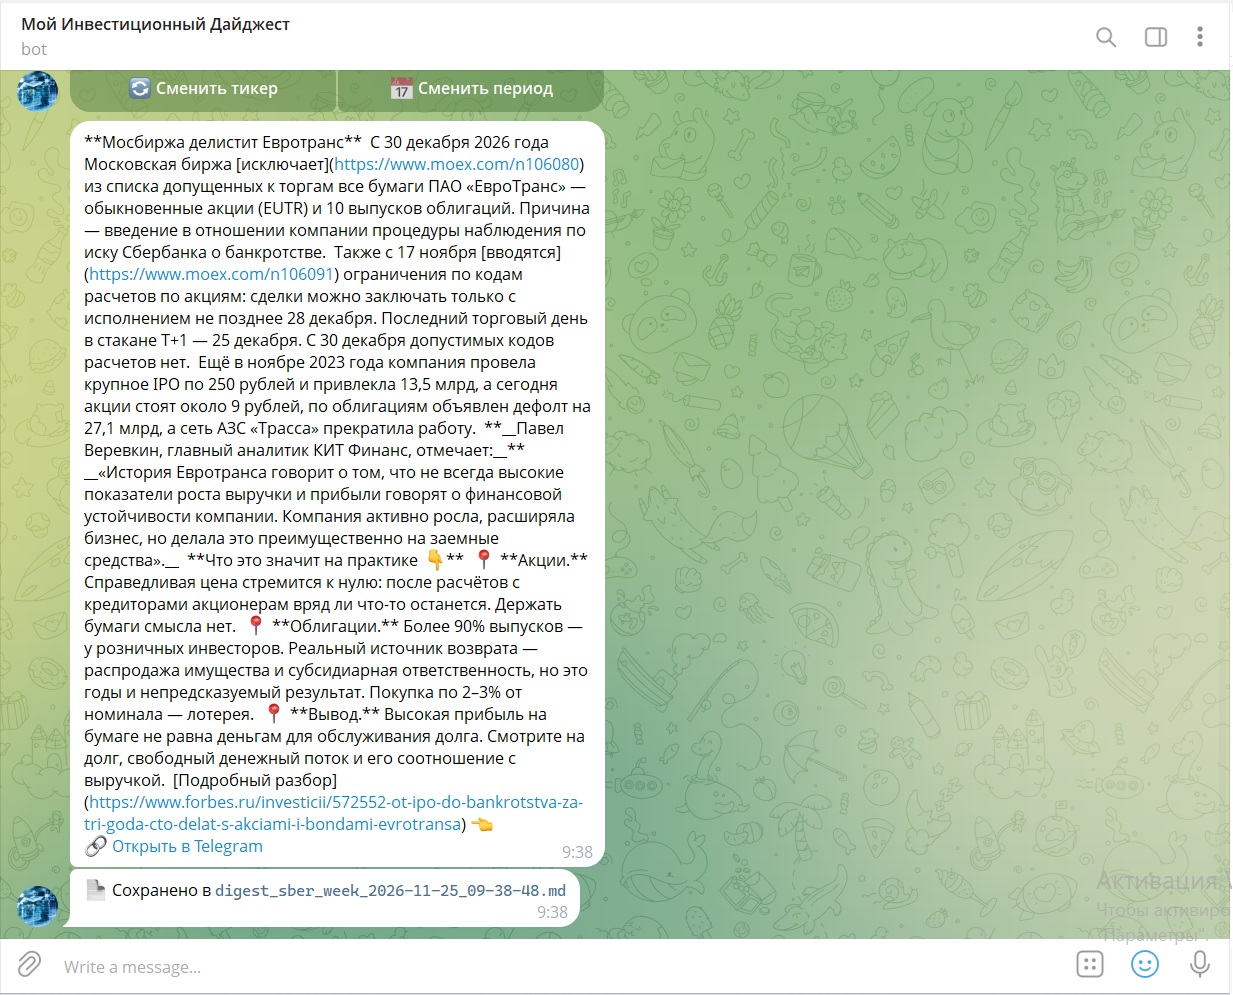 Мой Инвестиционный Дайджест
bot
Сменить тикер
17 Сменить период
**Мосбиржа делистит Евротранс** С 30 декабря 2026 года
Московская биржа [исключает](https://www.moex.com/n106080)
из списка допущенных к торгам все бумаги ПАО «ЕвроТранс» —
обыкновенные акции (EUTR) и 10 выпусков облигаций. Причина
— введение в отношении компании процедуры наблюдения по
иску Сбербанка о банкротстве. Также с 17 ноября [вводятся]
(https://www.moex.com/n106091) ограничения по кодам
расчетов по акциям: сделки можно заключать только с
исполнением не позднее 28 декабря. Последний торговый день
в стакане Т+1 — 25 декабря. С 30 декабря допустимых кодов
расчетов нет. Ещё в ноябре 2023 года компания провела
крупное IPO по 250 рублей и привлекла 13,5 млрд, а сегодня
акции стоят около 9 рублей, по облигациям объявлен дефолт на
27,1 млрд, а сеть АЗС «Трасса» прекратила работу. **__Павел
Веревкин, главный аналитик КИТ Финанс, отмечает:__**
__«История Евротранса говорит о том, что не всегда высокие
показатели роста выручки и прибыли говорят о финансовой
устойчивости компании. Компания активно росла, расширяла
бизнес, но делала это преимущественно на заемные
средства».__ **Что это значит на практике 👇** 📍 **Акции.**
Справедливая цена стремится к нулю: после расчётов с
кредиторами акционерам вряд ли что-то останется. Держать
бумаги смысла нет. 📍 **Облигации.** Более 90% выпусков —
у розничных инвесторов. Реальный источник возврата —
распродажа имущества и субсидиарная ответственность, но это
годы и непредсказуемый результат. Покупка по 2–3% от
номинала — лотерея. 📍 **Вывод.** Высокая прибыль на
бумаге не равна деньгам для обслуживания долга. Смотрите на
долг, свободный денежный поток и его соотношение с
выручкой. [Подробный разбор]
(https://www.forbes.ru/investicii/572552-ot-ipo-do-bankrotstva-za-
tri-goda-cto-delat-s-akciami-i-bondami-evrotransa) 👈
🔗 Открыть в Telegram
9:38
Сохранено в digest_sber_week_2026-11-25_09-38-48.md
9:38
Активация W
Чтобы активиро
"Параметры".
Write a message...